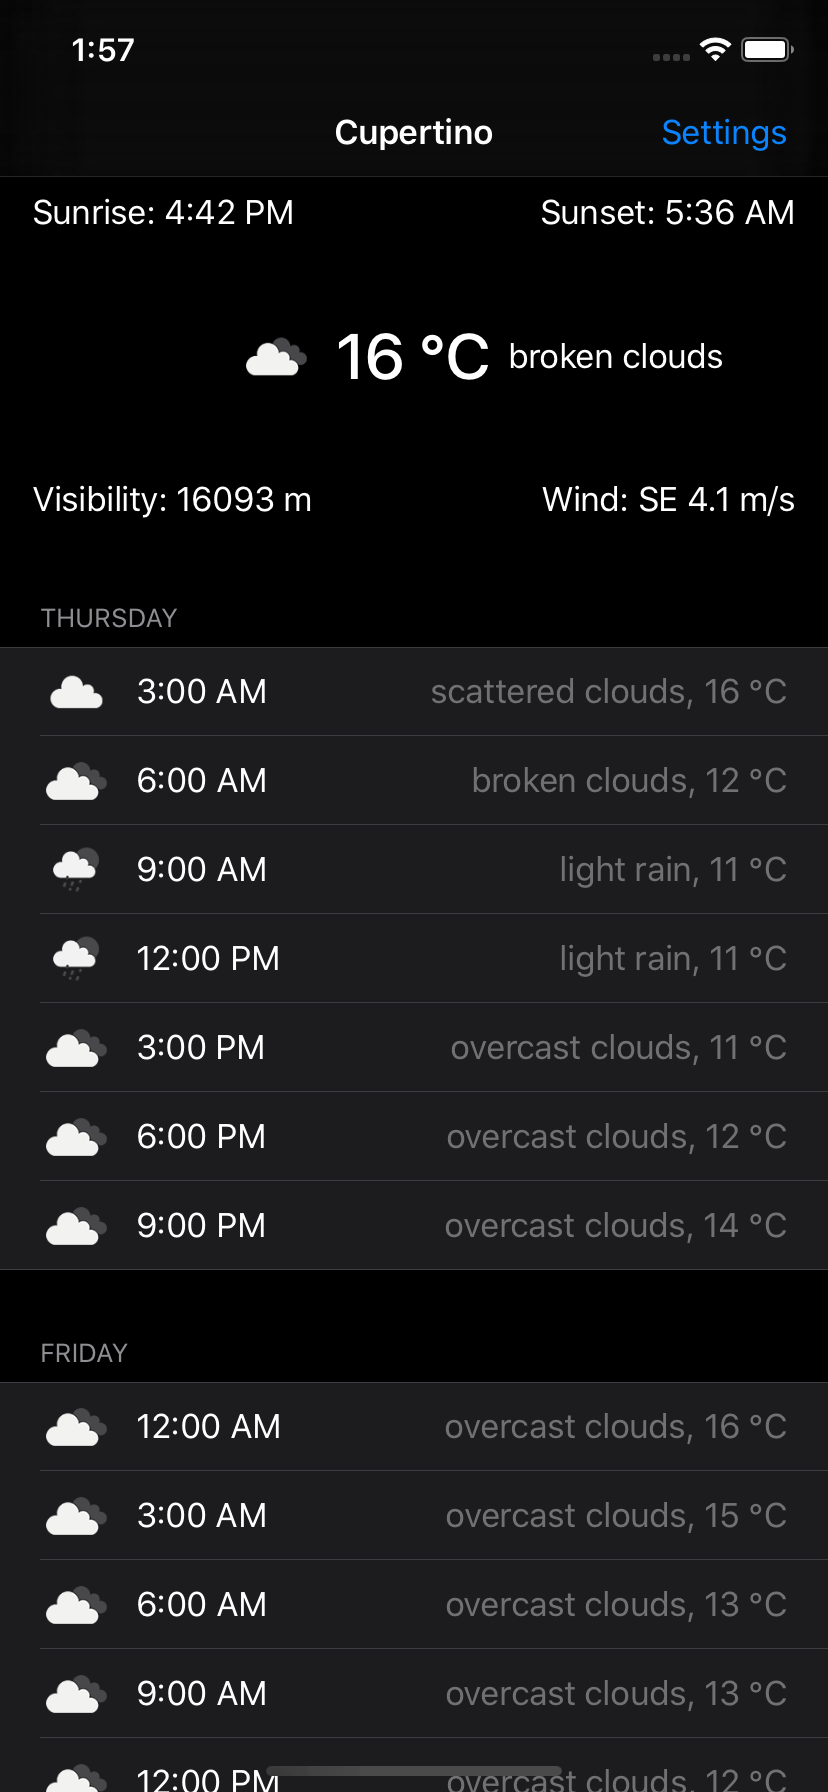 1:57
Cupertino Settings
Sunrise: 4:42 PM Sunset: 5:36 AM
16 °C broken clouds
Visibility: 16093 m Wind: SE 4.1 m/s
THURSDAY
3:00 AM scattered clouds, 16 °C
6:00 AM broken clouds, 12 °C
9:00 AM light rain, 11 °C
12:00 PM light rain, 11 °C
3:00 PM overcast clouds, 11 °C
6:00 PM overcast clouds, 12 °C
9:00 PM overcast clouds, 14 °C
FRIDAY
12:00 AM overcast clouds, 16 °C
3:00 AM overcast clouds, 15 °C
6:00 AM overcast clouds, 13 °C
9:00 AM overcast clouds, 13 °C
12:00 PM overcast clouds, 12 °C